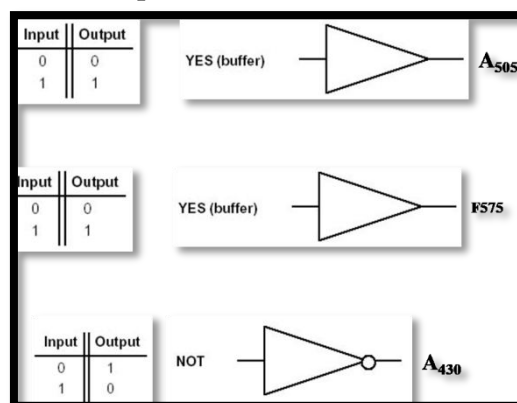 Input Output
0 0
1 1
YES (buffer)
A505
Input Output
0 0
1 1
YES (buffer)
F575
Input Output
0 1
1 0
NOT
A430